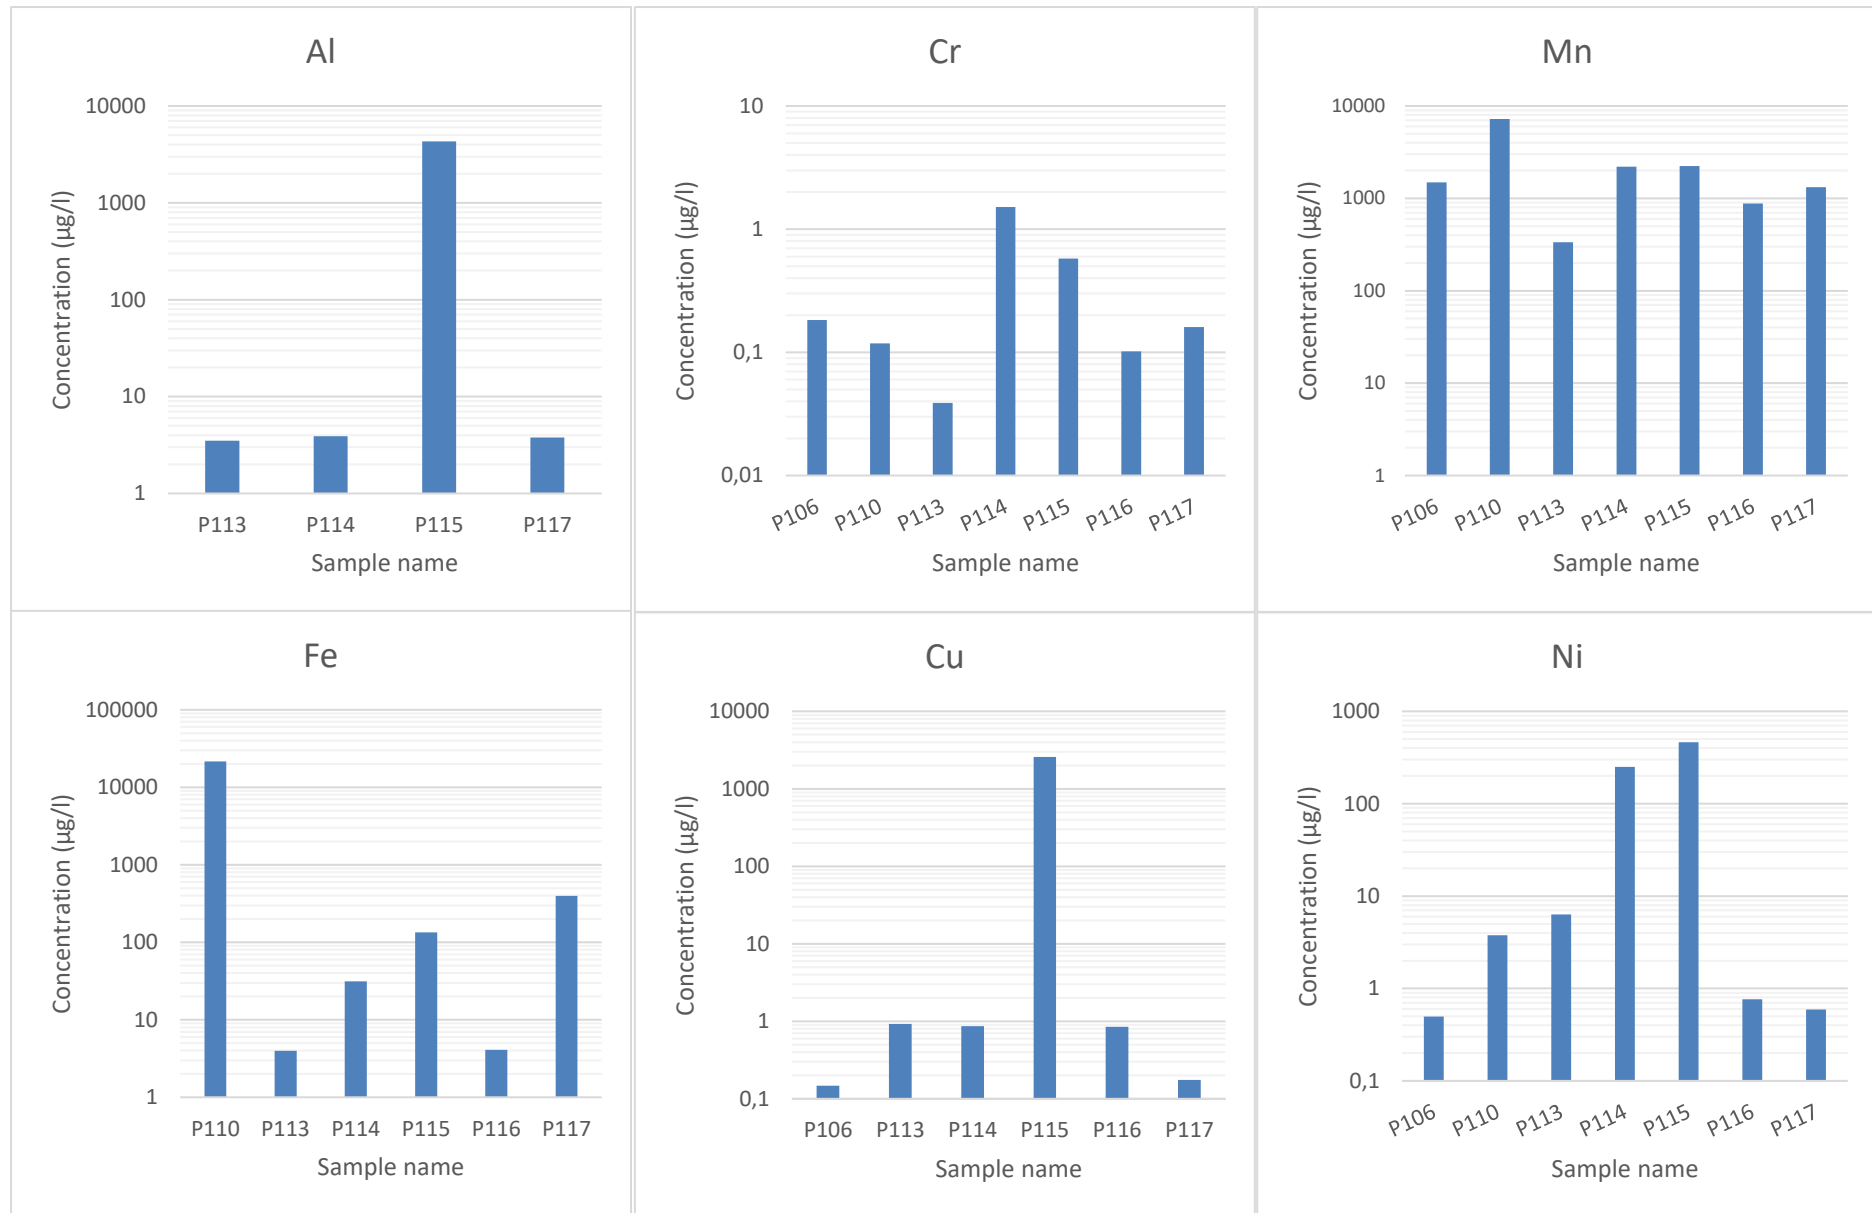 Al
Concentration (µg/l)
10000
1000
100
10
1
P113 P114 P115 P117
Sample name
Cr
Concentration (µg/l)
10
1
0,1
0,01
P106 P110 P113 P114 P115 P116 P117
Sample name
Mn
Concentration (µg/l)
10000
1000
100
10
1
P106 P110 P113 P114 P115 P116 P117
Sample name
Fe
Concentration (µg/l)
100000
10000
1000
100
10
1
P110 P113 P114 P115 P116 P117
Sample name
Cu
Concentration (µg/l)
10000
1000
100
10
1
0,1
P106 P113 P114 P115 P116 P117
Sample name
Ni
Concentration (µg/l)
1000
100
10
1
0,1
P106 P110 P113 P114 P115 P116 P117
Sample name